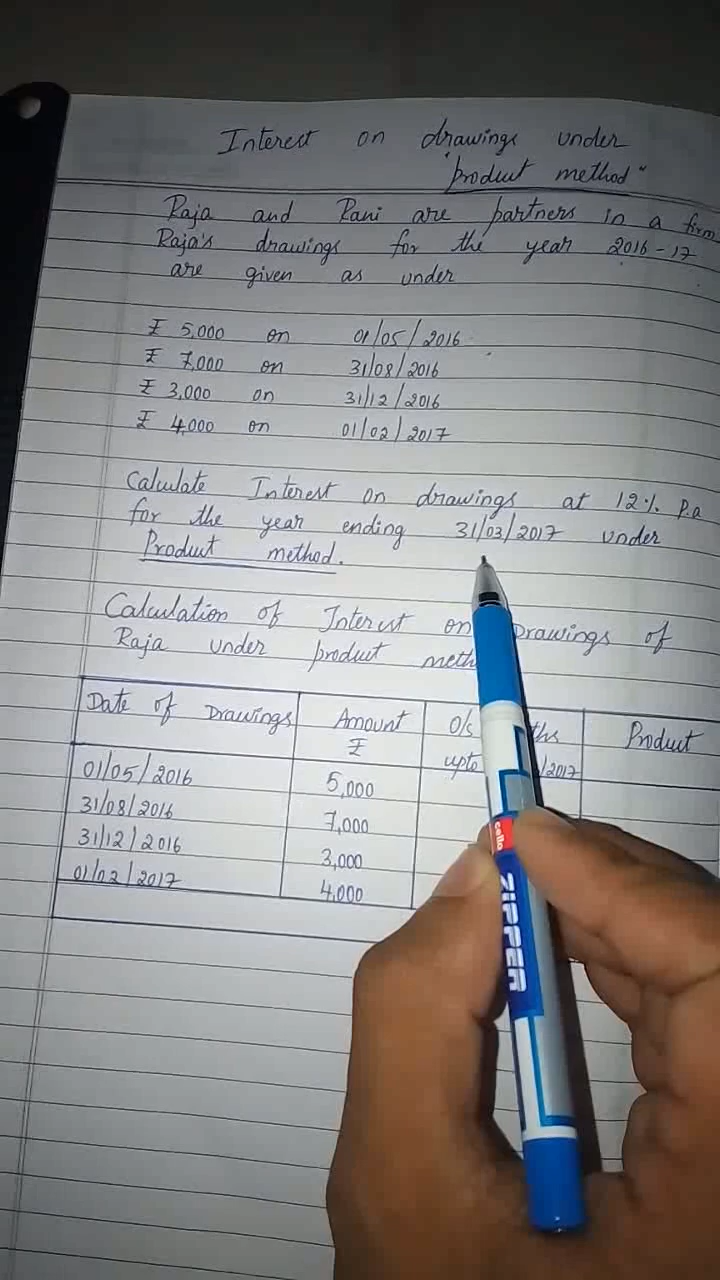 Interest on drawings under
"product method"
Raja and Rani are partners in a firm
Raja's drawings for the year 2016-17
are given as under
₹ 5,000 on 01/05/2016
₹ 7,000 on 31/08/2016
₹ 3,000 on 31/12/2016
₹ 4,000 on 01/02/2017
Calculate Interest on drawings at 12% P.a
for the year ending 31/03/2017 under
Product method.
Calculation of Interest on Drawings of
Raja under product meth
Date of Drawings Amount ₹ O/s ths upto /2017 Product
01/05/2016 5,000
31/08/2016 7,000
31/12/2016 3,000
01/02/2017 4,000
cello
ZIPPER